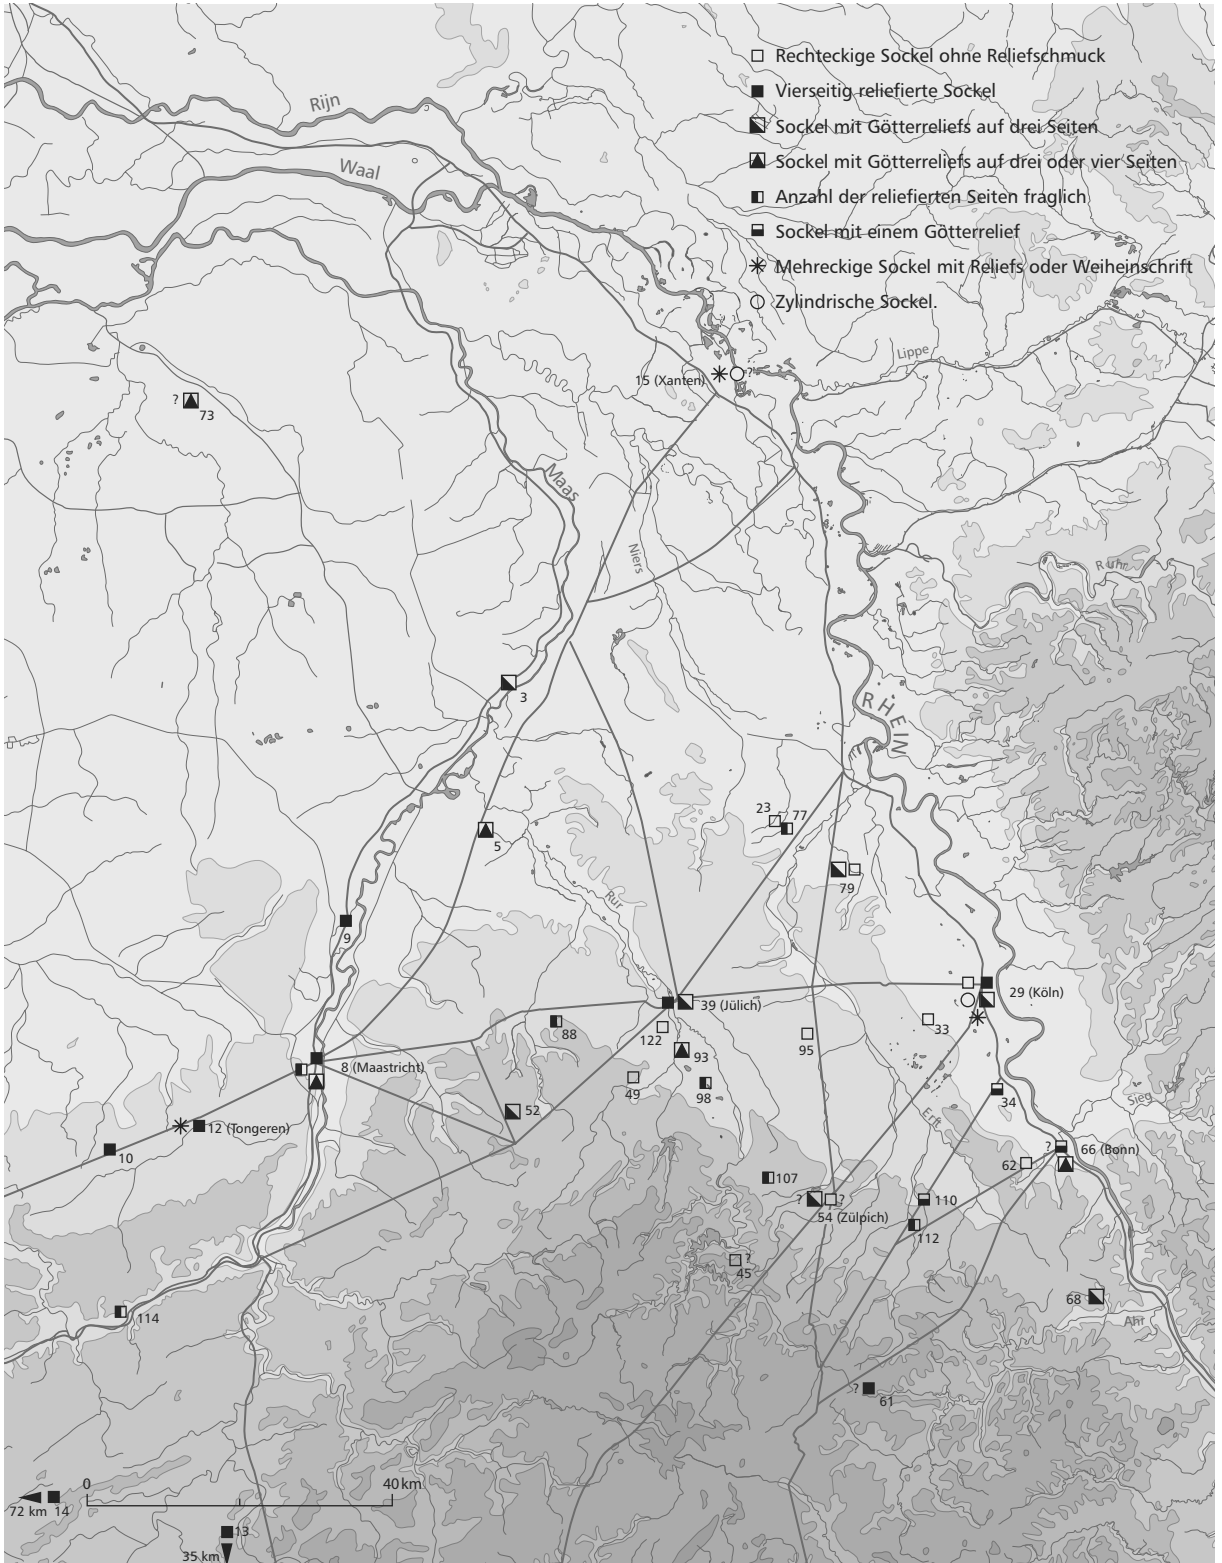 Rechteckige Sockel ohne Reliefschmuck
Vierseitig reliefierte Sockel
Sockel mit Götterreliefs auf drei Seiten
Sockel mit Götterreliefs auf drei oder vier Seiten
Anzahl der reliefierten Seiten fraglich
Sockel mit einem Götterrelief
Mehreckige Sockel mit Reliefs oder Weiheinschrift
Zylindrische Sockel.
Rijn
Waal
Lippe
15 (Xanten) ?
? 73
Maas
Niers
Ruhr
3
RHEIN
23 77
5
79
Rur
9
29 (Köln)
39 (Jülich)
33
88
122
95
93
8 (Maastricht)
49
98
34
Sieg
52
Erft
12 (Tongeren)
10
? 66 (Bonn)
62
107
110
? ?
54 (Zülpich)
112
?
45
68
114
Ahr
? 61
0 40 km
72 km 14
13
35 km